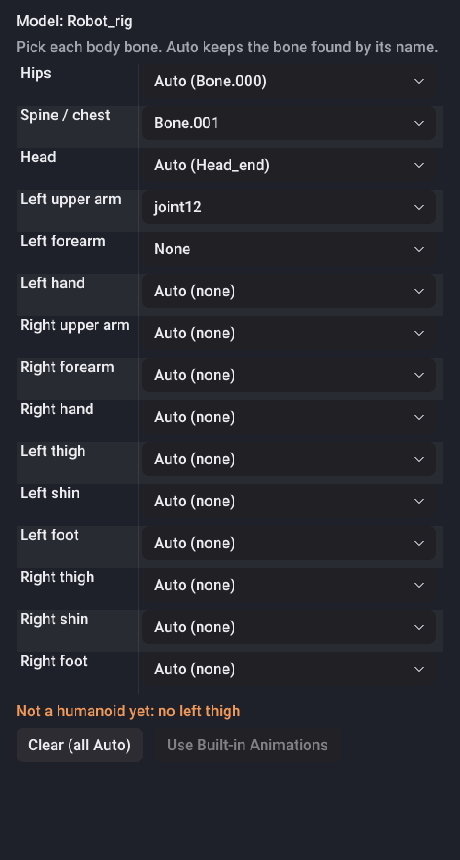 Model: Robot_rig
Pick each body bone. Auto keeps the bone found by its name.
Hips Auto (Bone.000)
Spine / chest Bone.001
Head Auto (Head_end)
Left upper arm joint12
Left forearm None
Left hand Auto (none)
Right upper arm Auto (none)
Right forearm Auto (none)
Right hand Auto (none)
Left thigh Auto (none)
Left shin Auto (none)
Left foot Auto (none)
Right thigh Auto (none)
Right shin Auto (none)
Right foot Auto (none)
Not a humanoid yet: no left thigh
Clear (all Auto) Use Built-in Animations